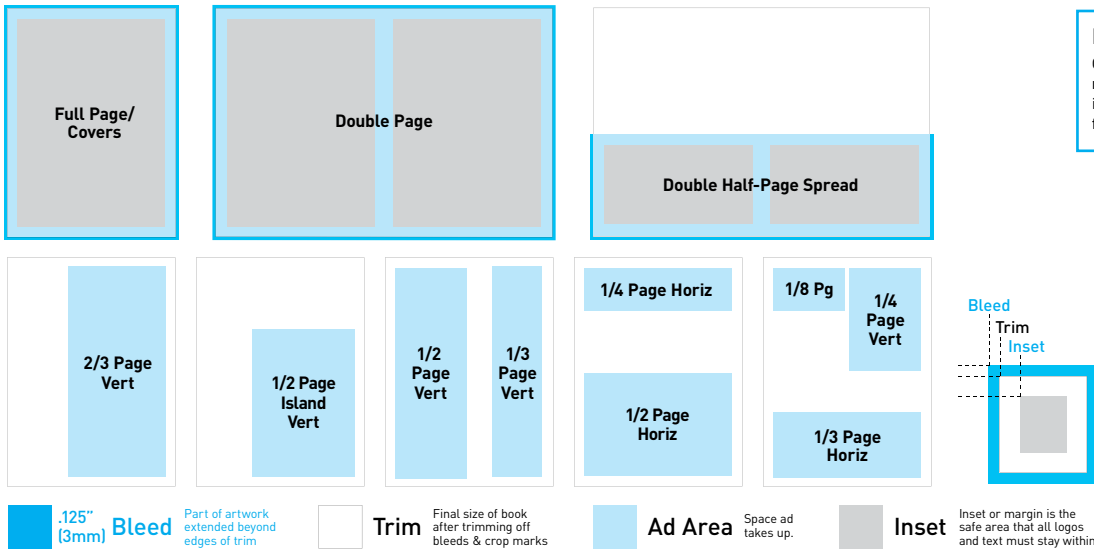 Full Page/
Covers
Double Page
Double Half-Page Spread
2/3 Page
Vert
1/2 Page
Island
Vert
1/2
Page
Vert
1/3
Page
Vert
1/4 Page Horiz
1/2 Page
Horiz
1/8 Pg
1/4
Page
Vert
1/3 Page
Horiz
Bleed
Trim
Inset
.125"
(3mm)
Bleed
Part of artwork
extended beyond
edges of trim
Trim
Final size of book
after trimming off
bleeds & crop marks
Ad Area
Space ad
takes up.
Inset
Inset or margin is the
safe area that all logos
and text must stay within